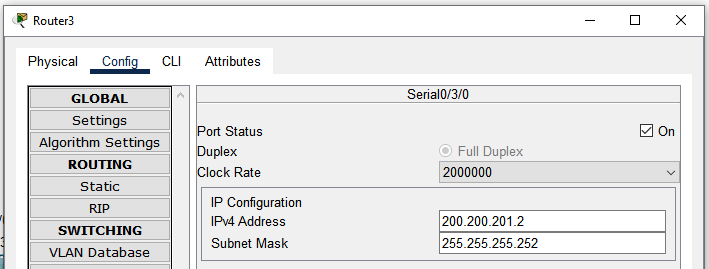 Router3
Physical Config CLI Attributes
GLOBAL
Settings
Algorithm Settings
ROUTING
Static
RIP
SWITCHING
VLAN Database
Serial0/3/0
Port Status On
Duplex Full Duplex
Clock Rate 2000000
IP Configuration
IPv4 Address 200.200.201.2
Subnet Mask 255.255.255.252